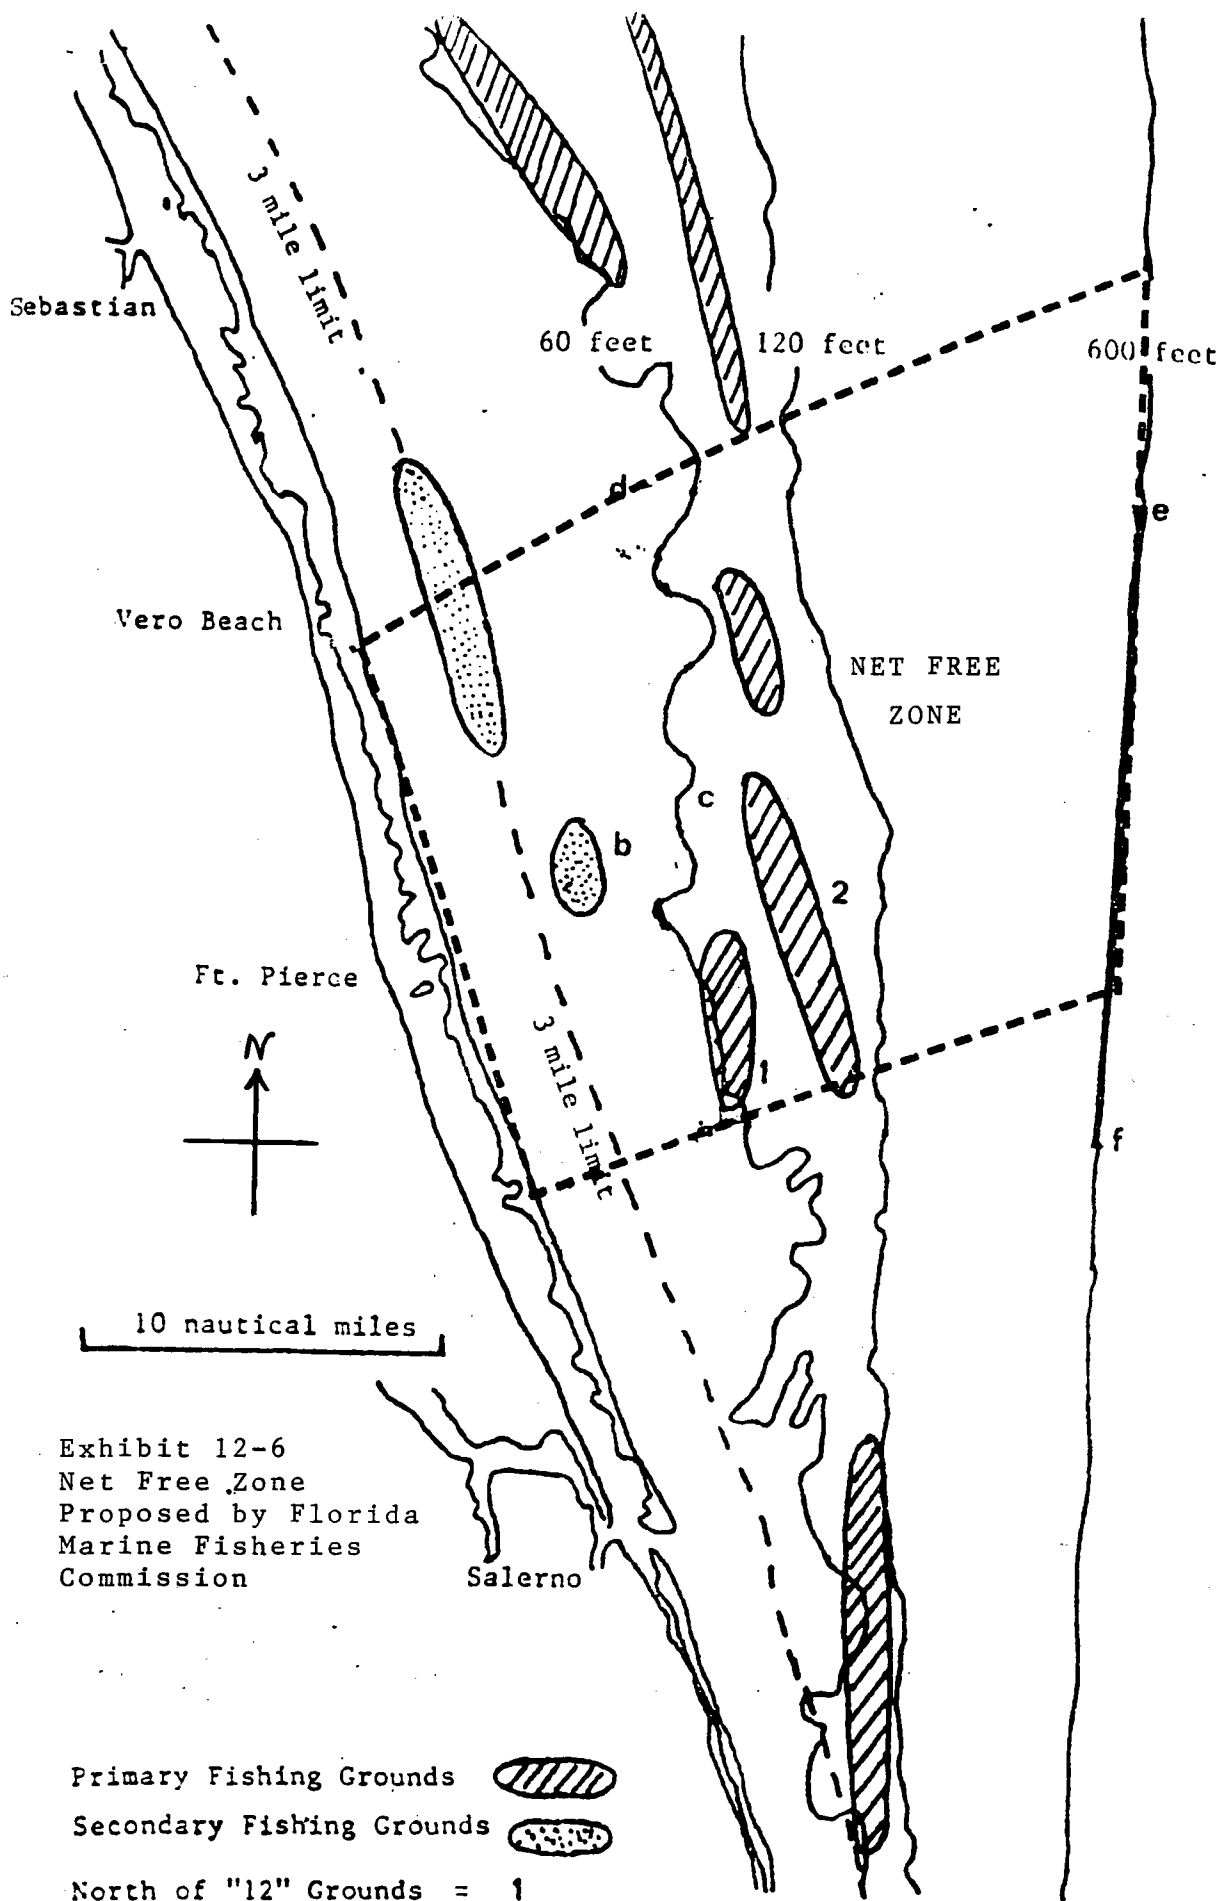 3 mile limit
Sebastian
60 feet
120 feet
600 feet
d
e
Vero Beach
NET FREE
ZONE
c
b
2
Ft. Pierce
N
3 mile limit
1
f
10 nautical miles
Exhibit 12-6
Net Free Zone
Proposed by Florida
Marine Fisheries
Commission
Salerno
Primary Fishing Grounds
Secondary Fishing Grounds
North of "12" Grounds = 1